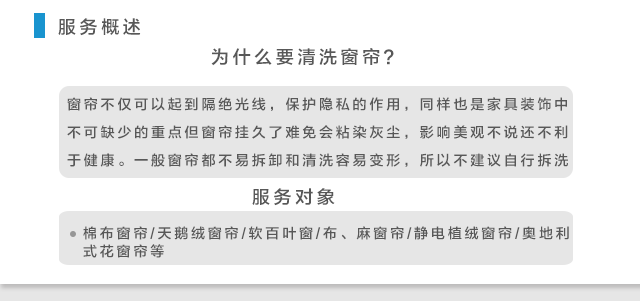 服务概述
为什么要清洗窗帘?
窗帘不仅可以起到隔绝光线，保护隐私的作用，同样也是家具装饰中
不可缺少的重点但窗帘挂久了难免会粘染灰尘，影响美观不说还不利
于健康。一般窗帘都不易拆卸和清洗容易变形，所以不建议自行拆洗
服务对象
• 棉布窗帘/天鹅绒窗帘/软百叶窗/布、麻窗帘/静电植绒窗帘/奥地利
式花窗帘等